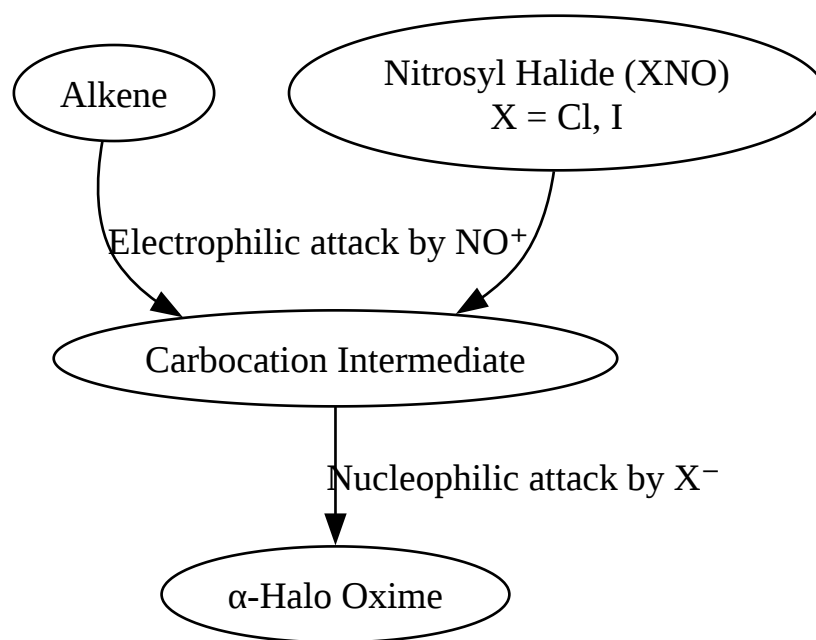 Alkene
Nitrosyl Halide (XNO)
X = Cl, I
Electrophilic attack by NO⁺
Carbocation Intermediate
Nucleophilic attack by X⁻
α-Halo Oxime